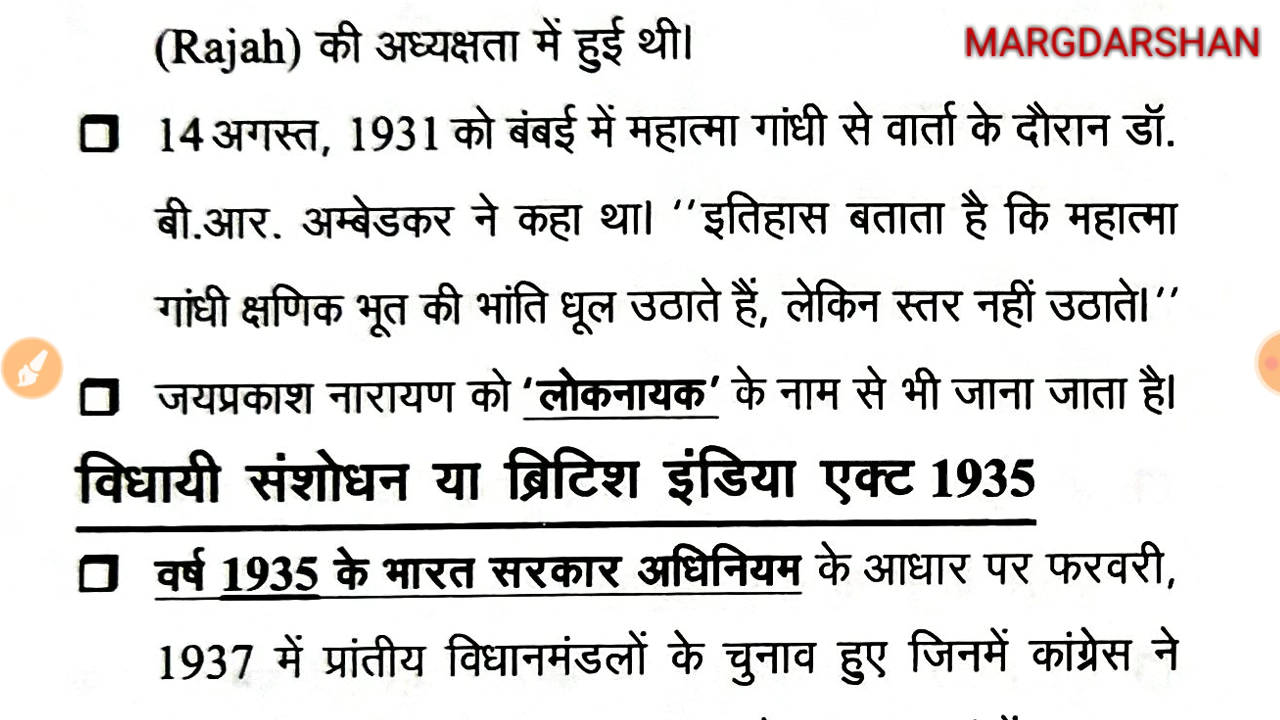 (Rajah) की अध्यक्षता में हुई थी।
MARGDARSHAN
14 अगस्त, 1931 को बंबई में महात्मा गांधी से वार्ता के दौरान डॉ.
बी.आर. अम्बेडकर ने कहा था। ‘‘इतिहास बताता है कि महात्मा
गांधी क्षणिक भूत की भांति धूल उठाते हैं, लेकिन स्तर नहीं उठाते।’’
जयप्रकाश नारायण को ‘लोकनायक’ के नाम से भी जाना जाता है।
विधायी संशोधन या ब्रिटिश इंडिया एक्ट 1935
वर्ष 1935 के भारत सरकार अधिनियम के आधार पर फरवरी,
1937 में प्रांतीय विधानमंडलों के चुनाव हुए जिनमें कांग्रेस ने